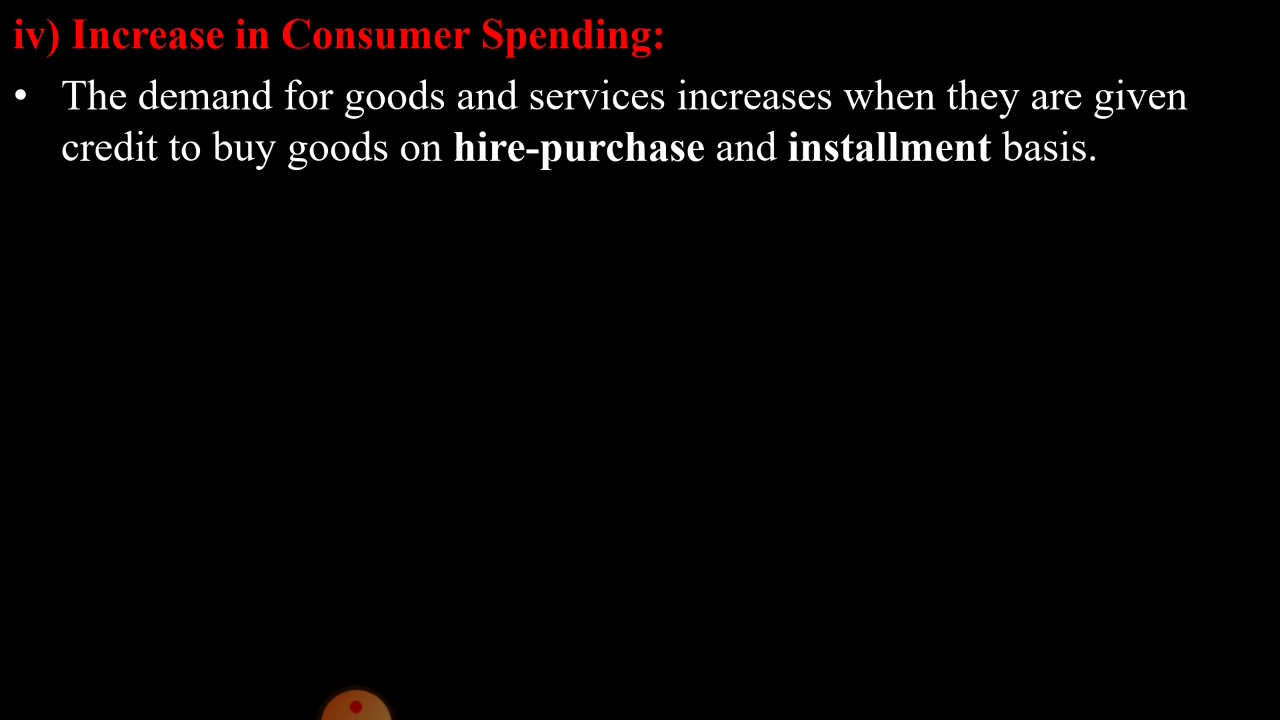 iv) Increase in Consumer Spending:
• The demand for goods and services increases when they are given
credit to buy goods on hire-purchase and installment basis.